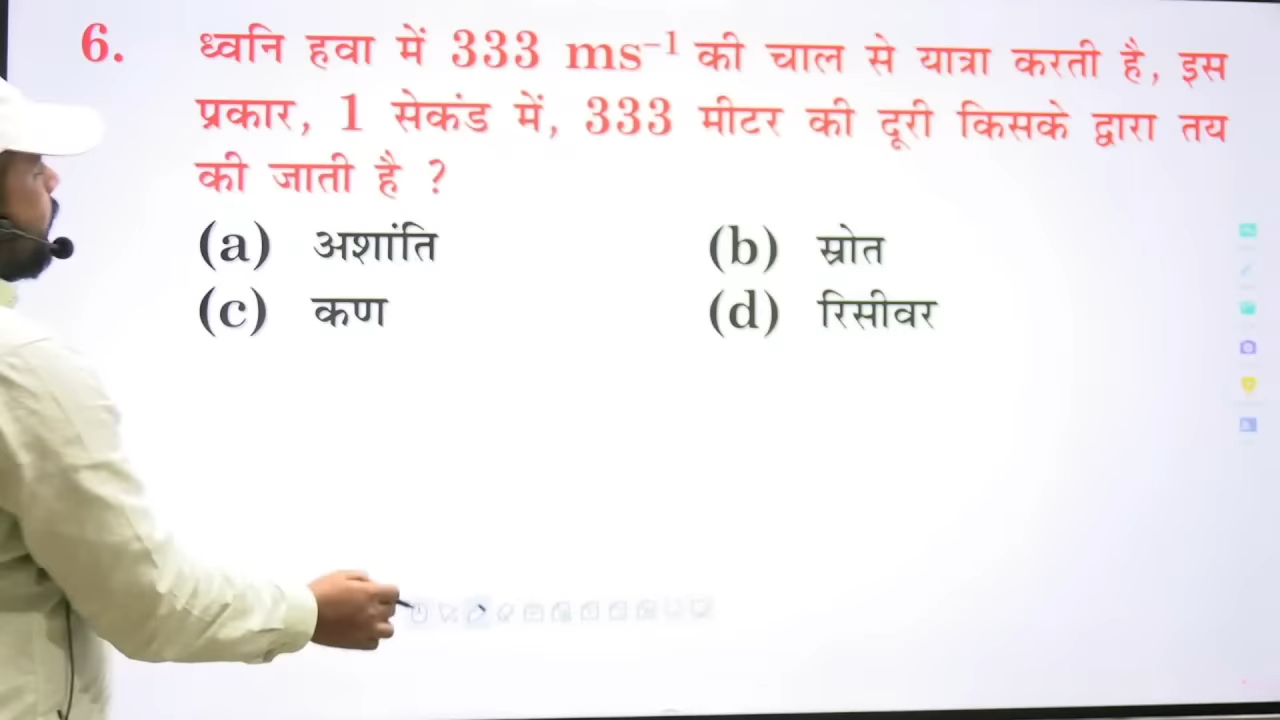 6. ध्वनि हवा में 333 ms⁻¹ की चाल से यात्रा करती है, इस
प्रकार, 1 सेकंड में, 333 मीटर की दूरी किसके द्वारा तय
की जाती है ?
(a) अशांति (b) स्रोत
(c) कण (d) रिसीवर